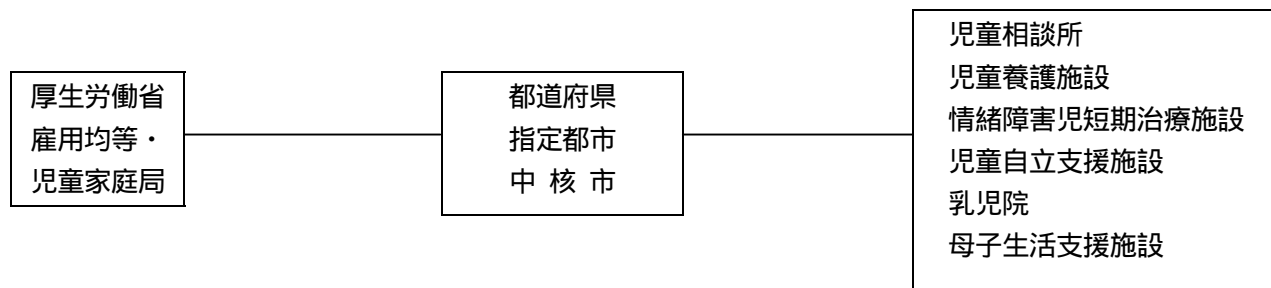 厚生労働省
雇用均等・
児童家庭局
都道府県
指定都市
中 核 市
児童相談所
児童養護施設
情緒障害児短期治療施設
児童自立支援施設
乳児院
母子生活支援施設